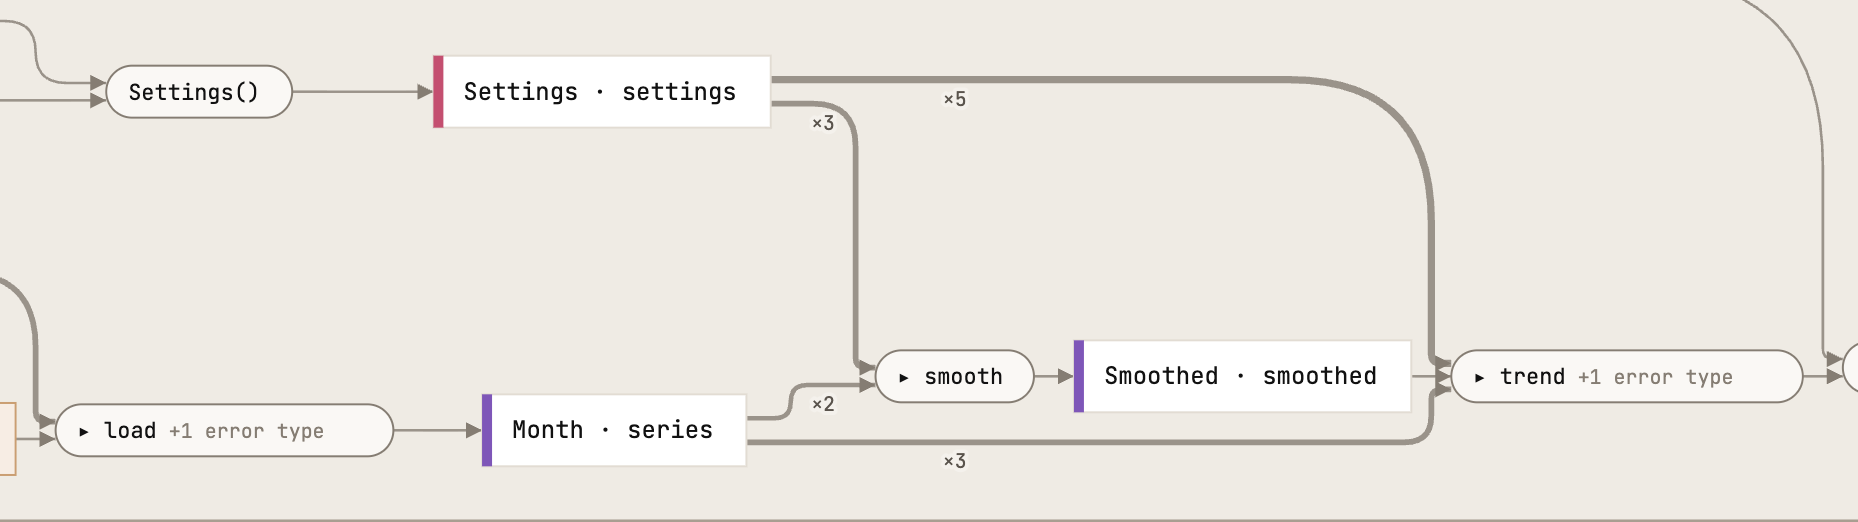 Settings()
Settings · settings
×5
×3
▸ smooth
Smoothed · smoothed
▸ trend +1 error type
×2
▸ load +1 error type
Month · series
×3